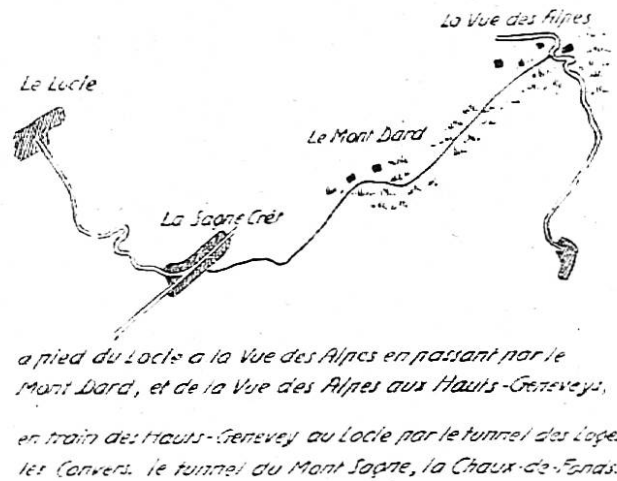 La Vue des Alpes
Le Locle
Le Mont Dard
La Sagne Crêt
a pied du Locle a la Vue des Alpes en passant par le
Mont Dard, et de la Vue des Alpes aux Hauts-Geneveys,
en train des Hauts-Genevey au Locle par le tunnel des Loges
les Convers. le tunnel du Mont Sagne, la Chaux-de-Fonds.